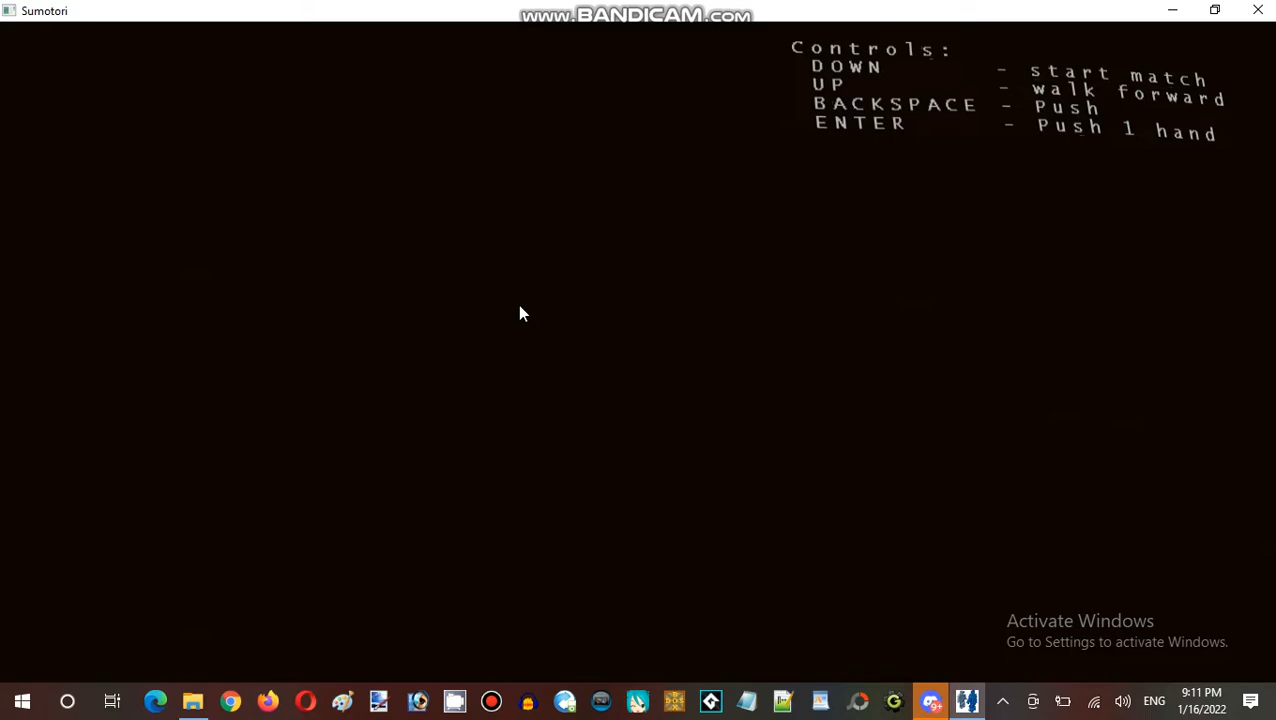 Sumotori
www.BANDICAM.com
Controls:
DOWN - start match
UP - walk forward
BACKSPACE - Push
ENTER - Push 1 hand
Activate Windows
Go to Settings to activate Windows.
ENG
9:11 PM
1/16/2022